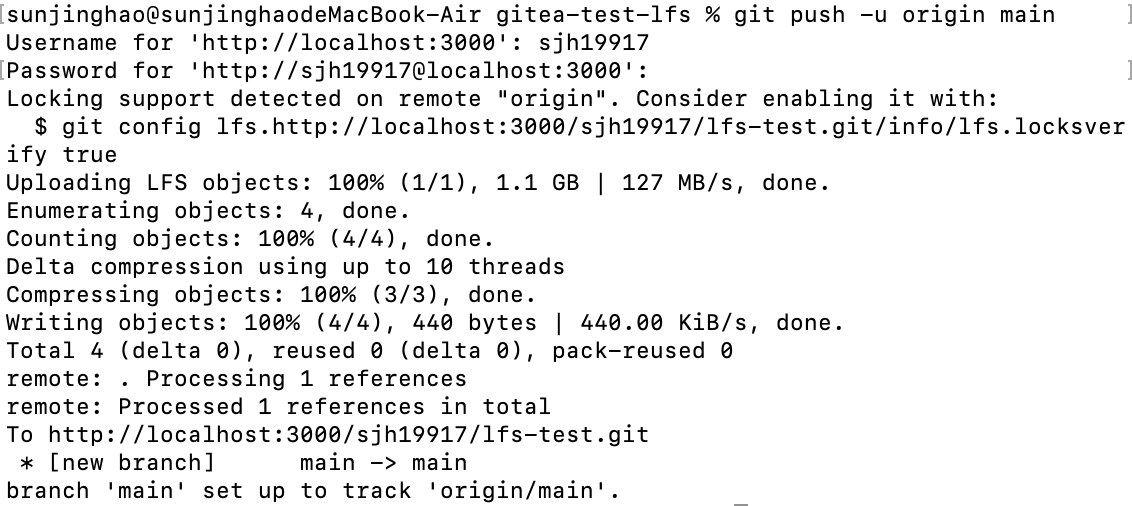 [sunjinghao@sunjinghaodeMacBook-Air gitea-test-lfs % git push -u origin main ]
Username for 'http://localhost:3000': sjh19917
[Password for 'http://sjh19917@localhost:3000': ]
Locking support detected on remote "origin". Consider enabling it with:
  $ git config lfs.http://localhost:3000/sjh19917/lfs-test.git/info/lfs.locksver
ify true
Uploading LFS objects: 100% (1/1), 1.1 GB | 127 MB/s, done.
Enumerating objects: 4, done.
Counting objects: 100% (4/4), done.
Delta compression using up to 10 threads
Compressing objects: 100% (3/3), done.
Writing objects: 100% (4/4), 440 bytes | 440.00 KiB/s, done.
Total 4 (delta 0), reused 0 (delta 0), pack-reused 0
remote: . Processing 1 references
remote: Processed 1 references in total
To http://localhost:3000/sjh19917/lfs-test.git
 * [new branch]      main -> main
branch 'main' set up to track 'origin/main'.